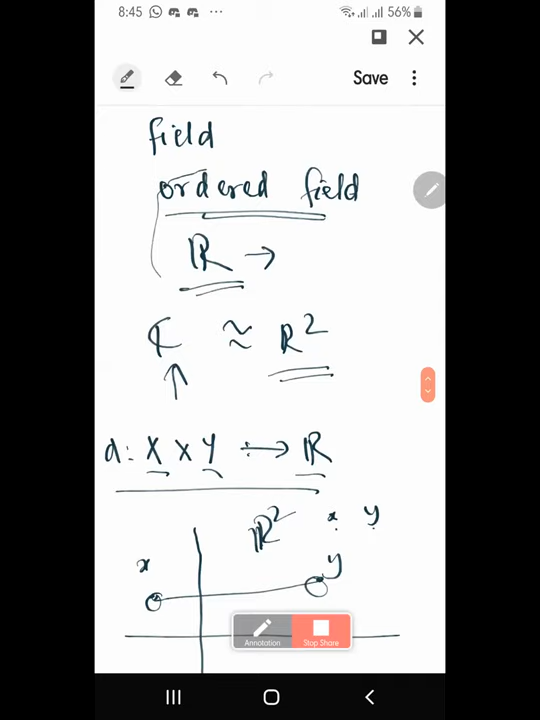 8:45 56%
Save
field
ordered field
ℝ →
ℂ ≈ ℝ²
↑
d: X × Y → ℝ
ℝ² x y
x y
Annotation Stop Share